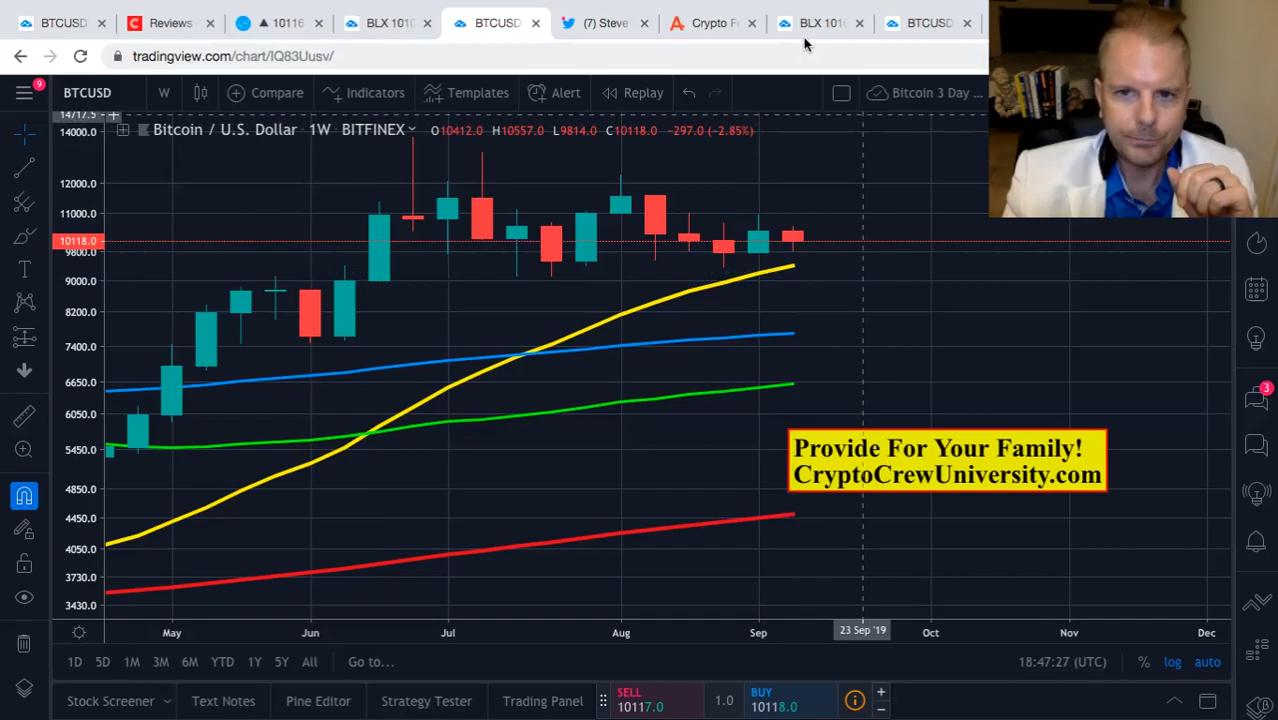 BTCUSD
Reviews
▲ 10116
BLX 1010
BTCUSD
(7) Steve
Crypto F
BLX 1010
BTCUSD
tradingview.com/chart/IQ83Uusv/
9
BTCUSD
W
Compare
Indicators
Templates
Alert
Replay
Bitcoin 3 Day ...
Bitcoin / U.S. Dollar 1W BITFINEX
O10412.0 H10557.0 L9814.0 C10118.0 -297.0 (-2.85%)
14717.5
14000.0
12000.0
11000.0
10118.0
9800.0
9000.0
8200.0
7400.0
6650.0
6050.0
5450.0
4850.0
4450.0
4050.0
3730.0
3430.0
3
Provide For Your Family!
CryptoCrewUniversity.com
May
Jun
Jul
Aug
Sep
23 Sep '19
Oct
Nov
Dec
1D 5D 1M 3M 6M YTD 1Y 5Y All
Go to...
18:47:27 (UTC)
%
log
auto
Stock Screener
Text Notes
Pine Editor
Strategy Tester
Trading Panel
SELL
10117.0
1.0
BUY
10118.0